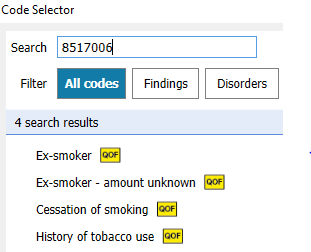 Code Selector
Search 8517006
Filter All codes Findings Disorders
4 search results
Ex-smoker QOF
Ex-smoker - amount unknown QOF
Cessation of smoking QOF
History of tobacco use QOF